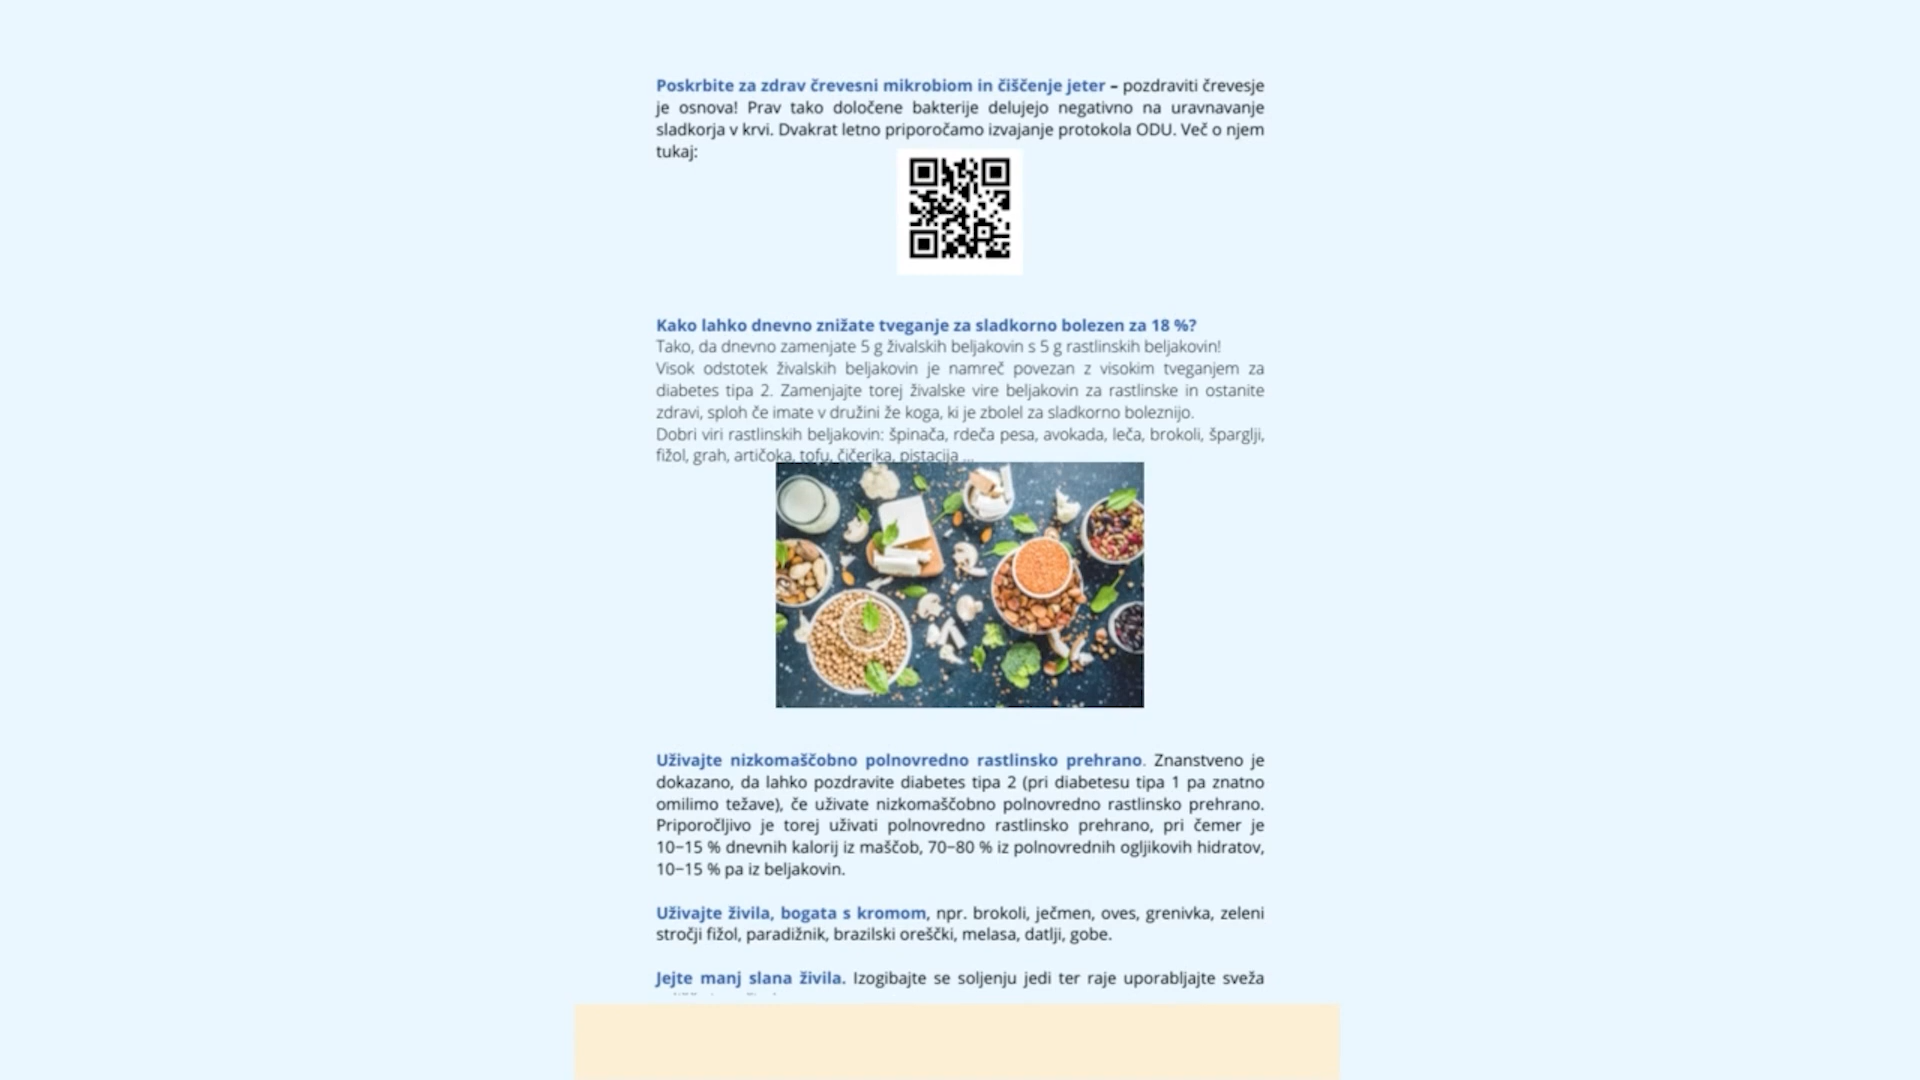 Poskrbite za zdrav črevesni mikrobiom in čiščenje jeter – pozdraviti črevesje
je osnova! Prav tako določene bakterije delujejo negativno na uravnavanje
sladkorja v krvi. Dvakrat letno priporočamo izvajanje protokola ODU. Več o njem
tukaj:
Kako lahko dnevno znižate tveganje za sladkorno bolezen za 18 %?
Tako, da dnevno zamenjate 5 g živalskih beljakovin s 5 g rastlinskih beljakovin!
Visok odstotek živalskih beljakovin je namreč povezan z visokim tveganjem za
diabetes tipa 2. Zamenjajte torej živalske vire beljakovin za rastlinske in ostanite
zdravi, sploh če imate v družini že koga, ki je zbolel za sladkorno boleznijo.
Dobri viri rastlinskih beljakovin: špinača, rdeča pesa, avokada, leča, brokoli, šparglji,
fižol, grah, artičoka, tofu, čičerika, pistacija ...
Uživajte nizkomaščobno polnovredno rastlinsko prehrano. Znanstveno je
dokazano, da lahko pozdravite diabetes tipa 2 (pri diabetesu tipa 1 pa znatno
omilimo težave), če uživate nizkomaščobno polnovredno rastlinsko prehrano.
Priporočljivo je torej uživati polnovredno rastlinsko prehrano, pri čemer je
10–15 % dnevnih kalorij iz maščob, 70–80 % iz polnovrednih ogljikovih hidratov,
10–15 % pa iz beljakovin.
Uživajte živila, bogata s kromom, npr. brokoli, ječmen, oves, grenivka, zeleni
stročji fižol, paradižnik, brazilski oreščki, melasa, datlji, gobe.
Jejte manj slana živila. Izogibajte se soljenju jedi ter raje uporabljajte sveža